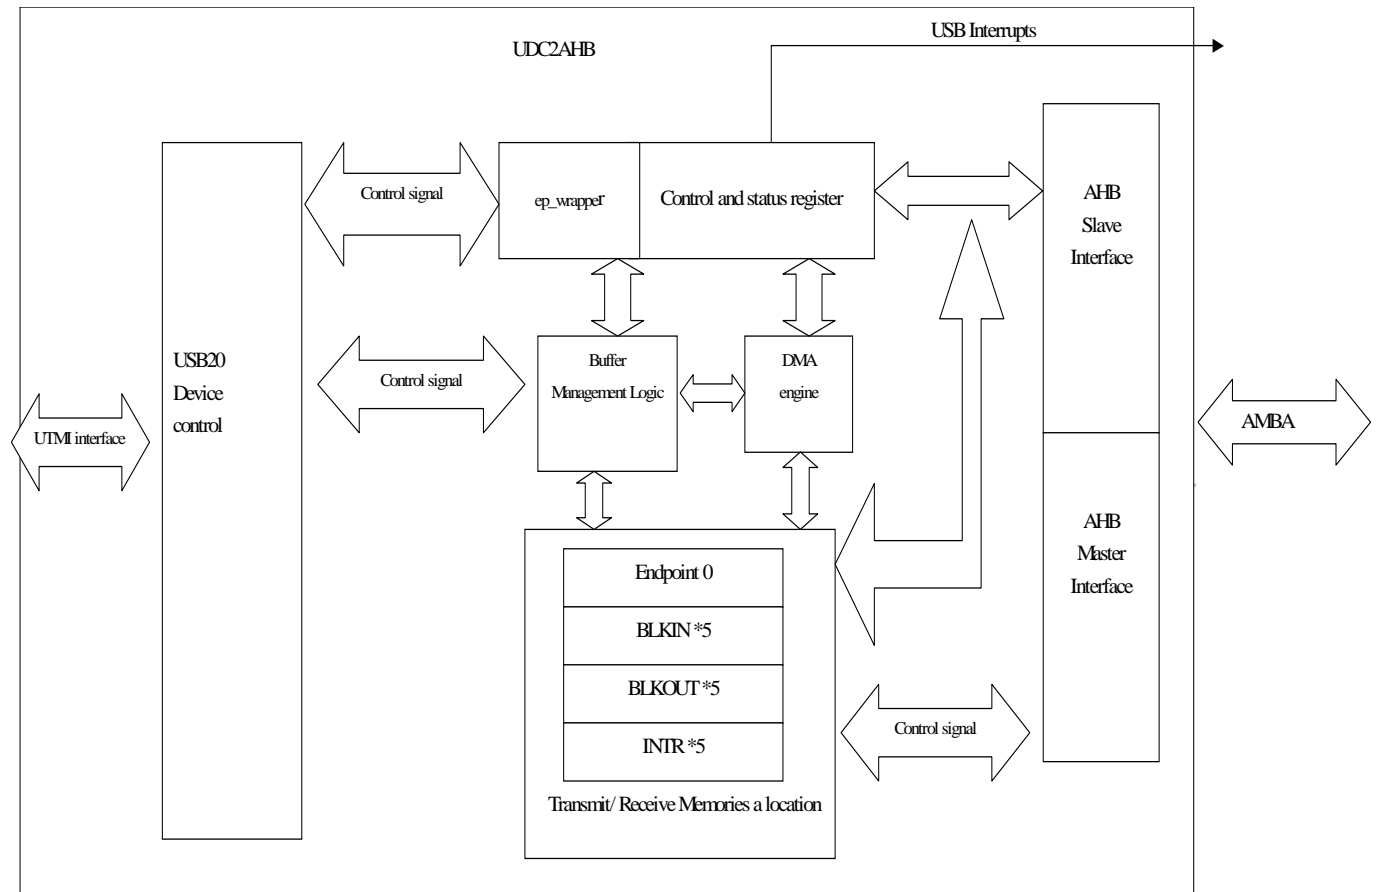 USB Interrupts
UDC2AHB
Control signal
ep_wrapper
Control and status register
AHB
Slave
Interface
USB20
Device
control
Control signal
Buffer
Management Logic
DMA
engine
UTMI interface
AMBA
AHB
Master
Interface
Endpoint 0
BLKIN *5
BLKOUT *5
INTR *5
Control signal
Transmit/ Receive Memories a location